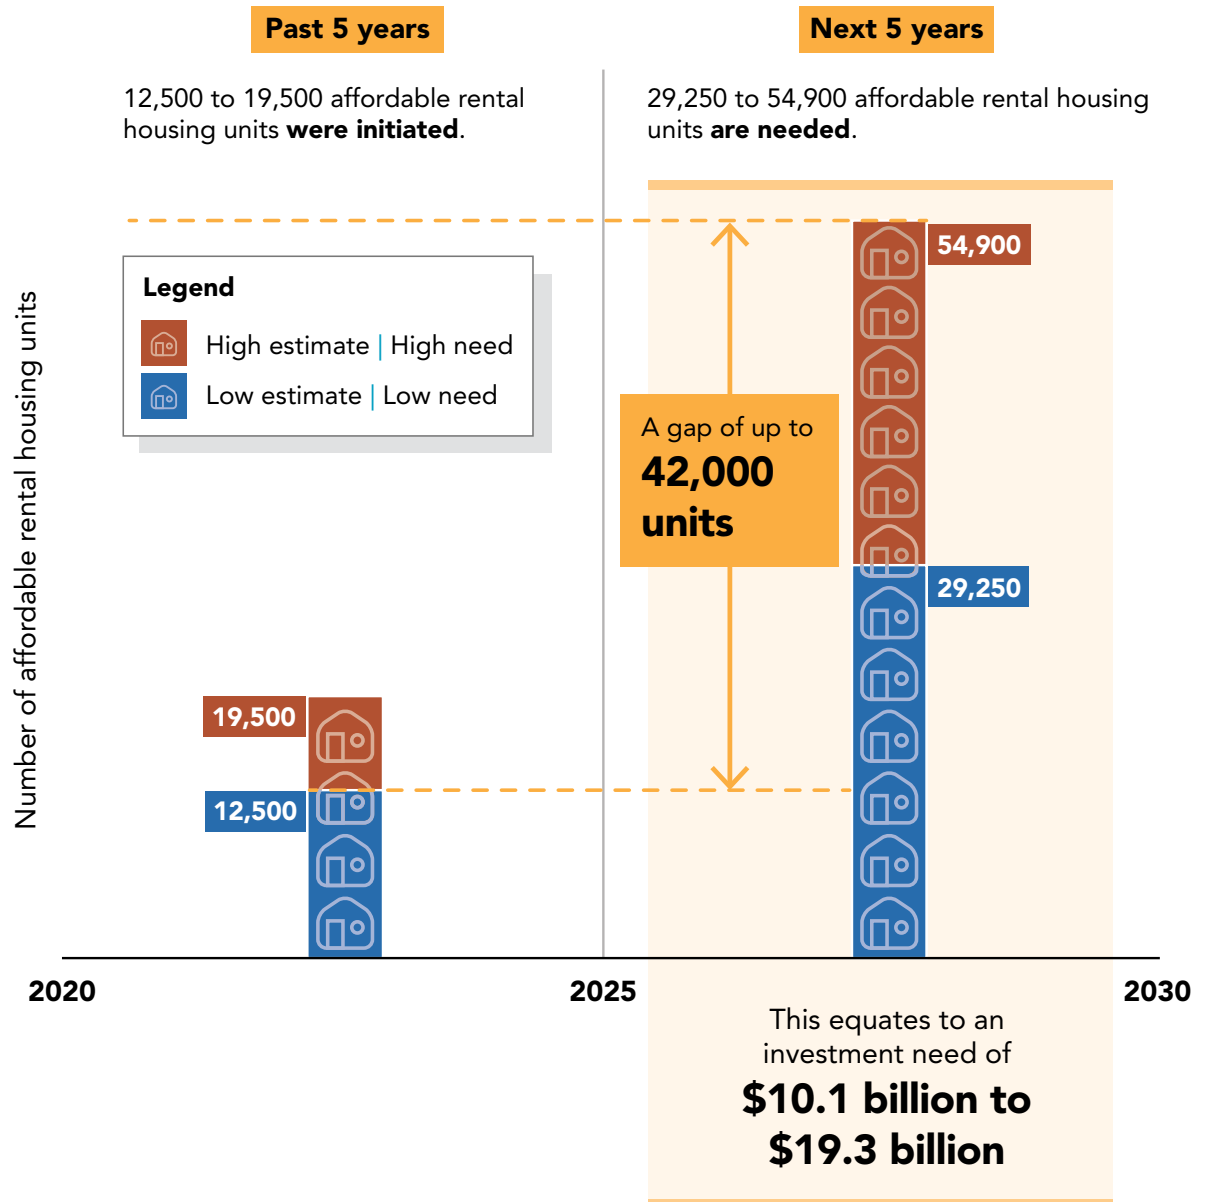 Past 5 years
12,500 to 19,500 affordable rental
housing units were initiated.
Next 5 years
29,250 to 54,900 affordable rental housing
units are needed.
Number of affordable rental housing units
Legend
High estimate | High need
Low estimate | Low need
54,900
A gap of up to
42,000
units
29,250
19,500
12,500
2020
2025
2030
This equates to an
investment need of
$10.1 billion to
$19.3 billion